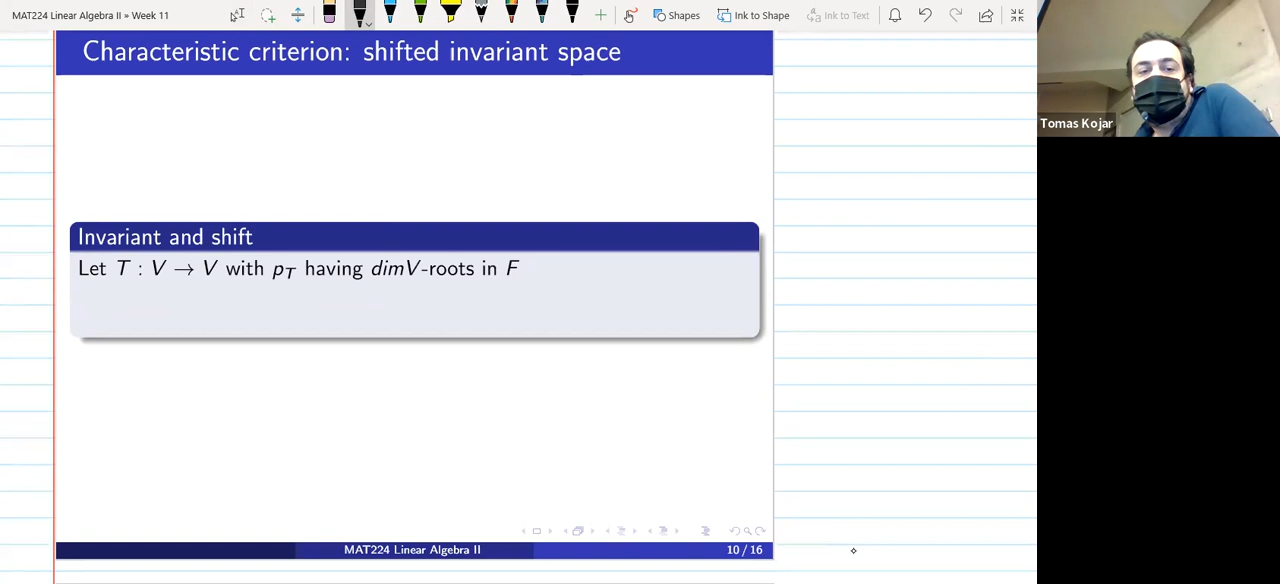 MAT224 Linear Algebra II » Week 11
Shapes
Ink to Shape
Ink to Text
Characteristic criterion: shifted invariant space
Tomas Kojar
Invariant and shift
Let T : V → V with p_T having dimV-roots in F
MAT224 Linear Algebra II
10 / 16